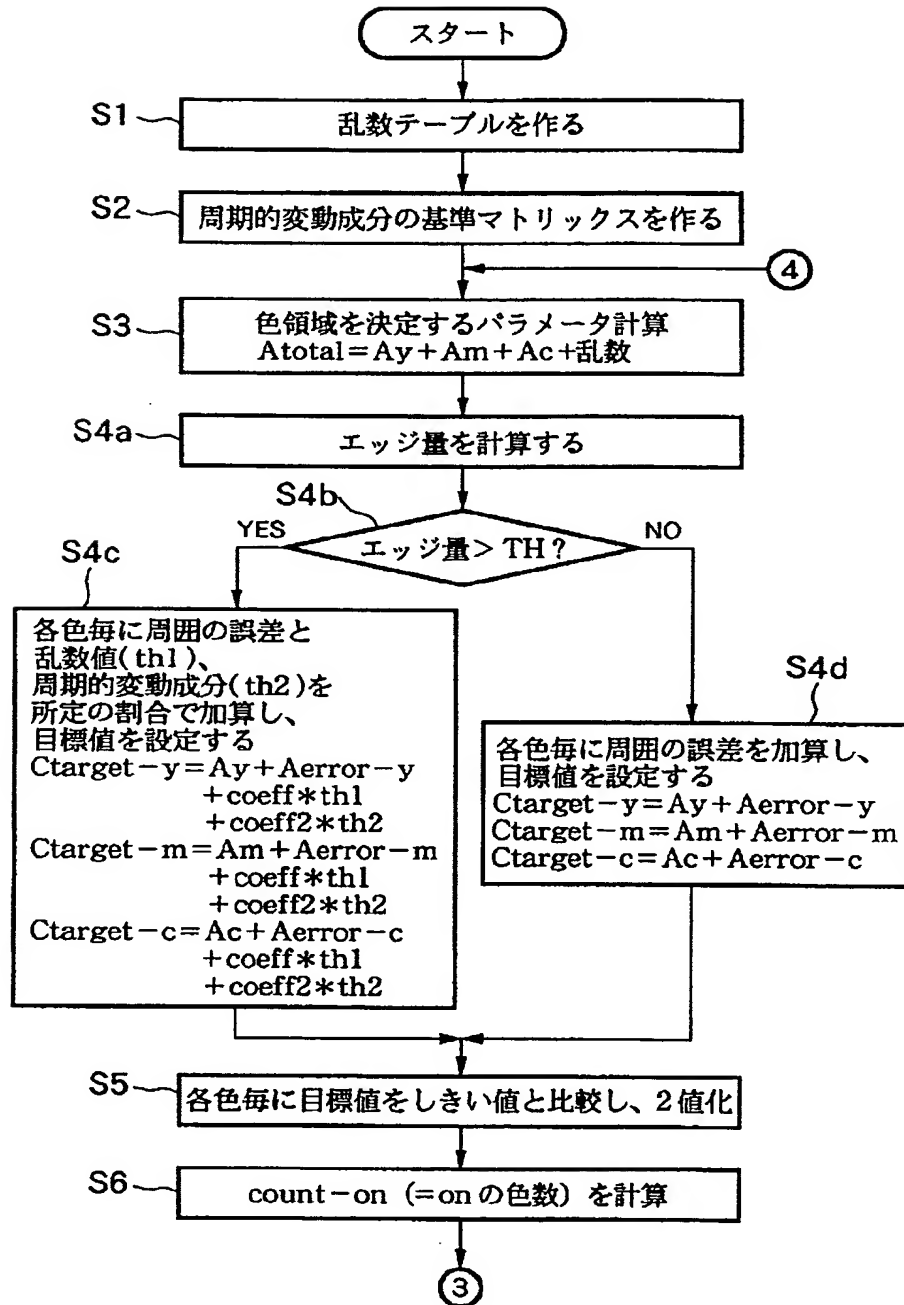 スタート
S1
乱数テーブルを作る
S2
周期的変動成分の基準マトリックスを作る
④
S3
色領域を決定するパラメータ計算
Atotal=Ay+Am+Ac+乱数
S4a
エッジ量を計算する
S4b
YES
エッジ量>TH?
NO
S4c
各色毎に周囲の誤差と
乱数値(th1)、
周期的変動成分(th2)を
所定の割合で加算し、
目標値を設定する
Ctarget-y=Ay+Aerror-y
+coeff*th1
+coeff2*th2
Ctarget-m=Am+Aerror-m
+coeff*th1
+coeff2*th2
Ctarget-c=Ac+Aerror-c
+coeff*th1
+coeff2*th2
S4d
各色毎に周囲の誤差を加算し、
目標値を設定する
Ctarget-y=Ay+Aerror-y
Ctarget-m=Am+Aerror-m
Ctarget-c=Ac+Aerror-c
S5
各色毎に目標値をしきい値と比較し、2値化
S6
count-on (=onの色数) を計算
③